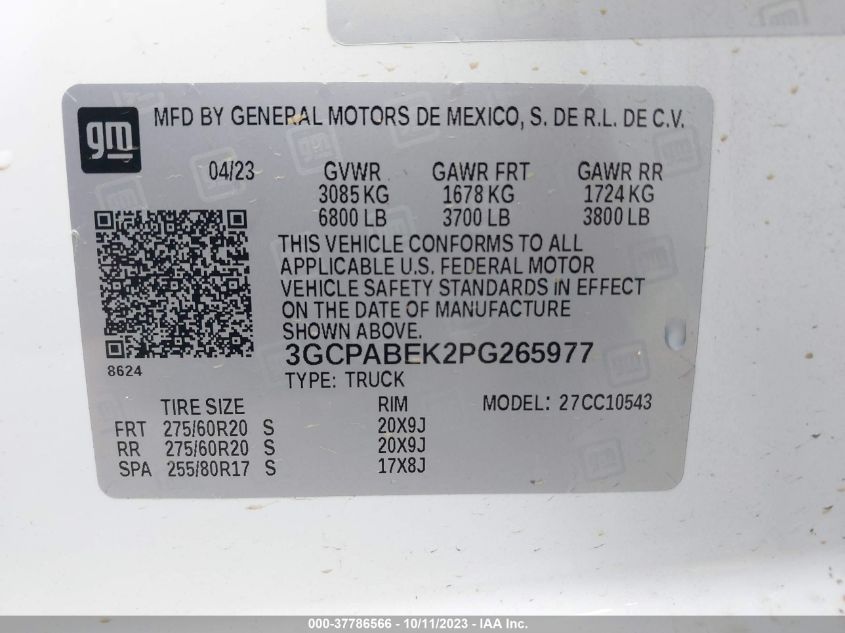 gm
MFD BY GENERAL MOTORS DE MEXICO, S. DE R.L. DE C.V.
04/23 GVWR GAWR FRT GAWR RR
3085 KG 1678 KG 1724 KG
6800 LB 3700 LB 3800 LB
THIS VEHICLE CONFORMS TO ALL
APPLICABLE U.S. FEDERAL MOTOR
VEHICLE SAFETY STANDARDS IN EFFECT
ON THE DATE OF MANUFACTURE
SHOWN ABOVE.
3GCPABEK2PG265977
8624
TYPE: TRUCK
TIRE SIZE RIM MODEL: 27CC10543
FRT 275/60R20 S 20X9J
RR 275/60R20 S 20X9J
SPA 255/80R17 S 17X8J
000-37786566 - 10/11/2023 - IAA Inc.